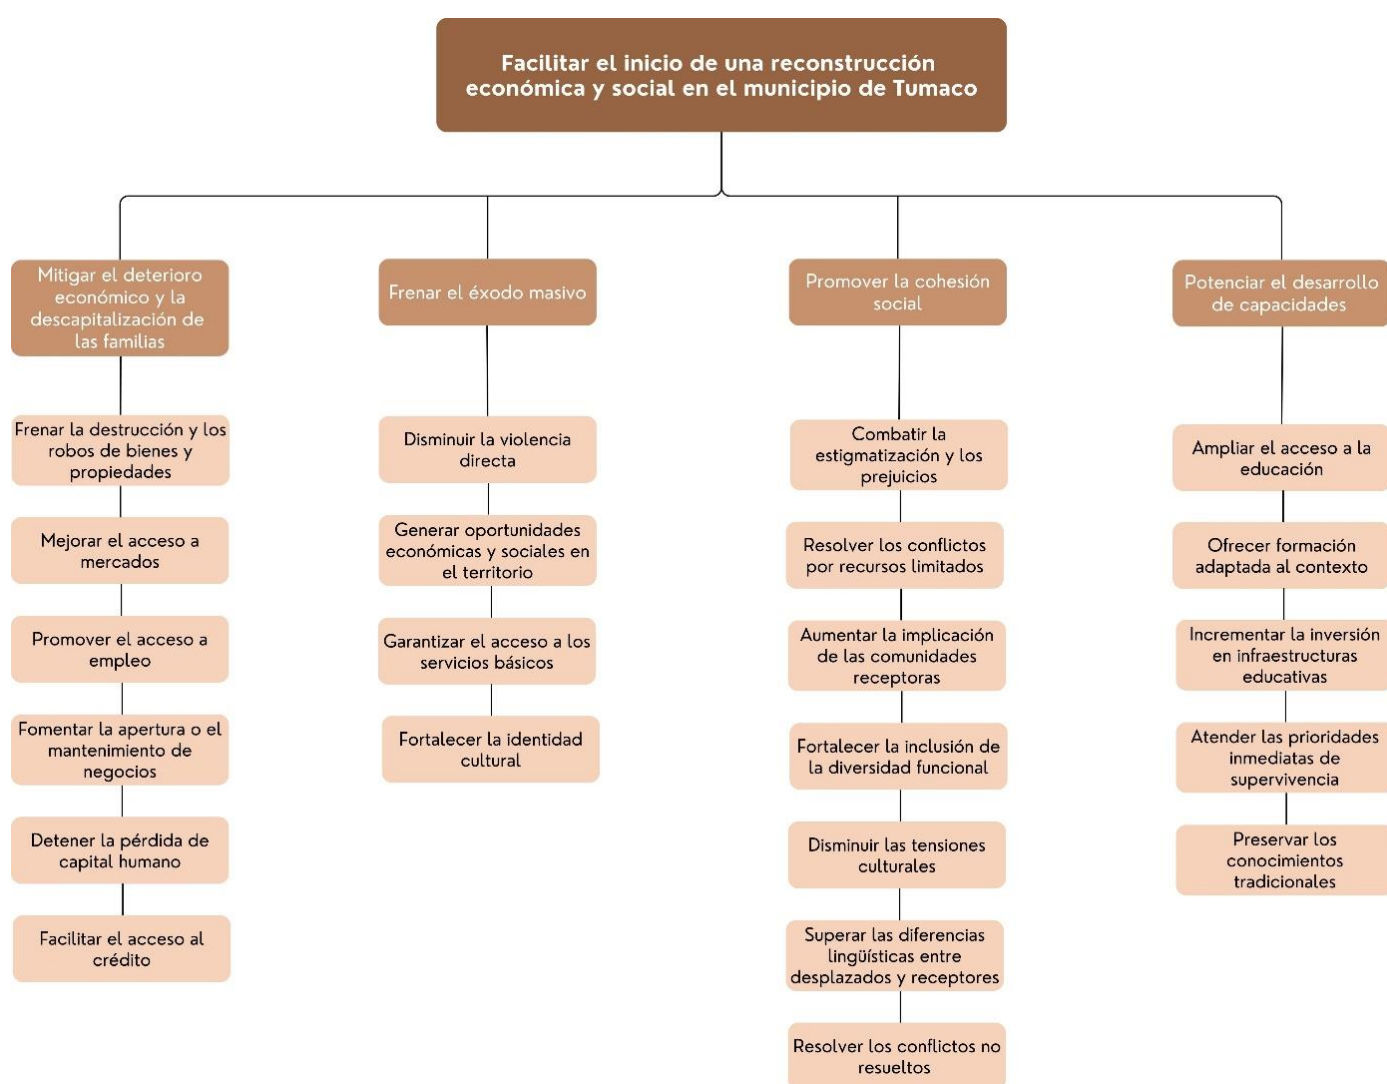 Facilitar el inicio de una reconstrucción
económica y social en el municipio de Tumaco
Mitigar el deterioro
económico y la
descapitalización de
las familias
Frenar la destrucción y los
robos de bienes y
propiedades
Mejorar el acceso a
mercados
Promover el acceso a
empleo
Fomentar la apertura o el
mantenimiento de
negocios
Detener la pérdida de
capital humano
Facilitar el acceso al
crédito
Frenar el éxodo masivo
Disminuir la violencia
directa
Generar oportunidades
económicas y sociales en
el territorio
Garantizar el acceso a los
servicios básicos
Fortalecer la identidad
cultural
Promover la cohesión
social
Combatir la
estigmatización y los
prejuicios
Resolver los conflictos
por recursos limitados
Aumentar la implicación
de las comunidades
receptoras
Fortalecer la inclusión de
la diversidad funcional
Disminuir las tensiones
culturales
Superar las diferencias
lingüísticas entre
desplazados y receptores
Resolver los conflictos no
resueltos
Potenciar el desarrollo
de capacidades
Ampliar el acceso a la
educación
Ofrecer formación
adaptada al contexto
Incrementar la inversión
en infraestructuras
educativas
Atender las prioridades
inmediatas de
supervivencia
Preservar los
conocimientos
tradicionales